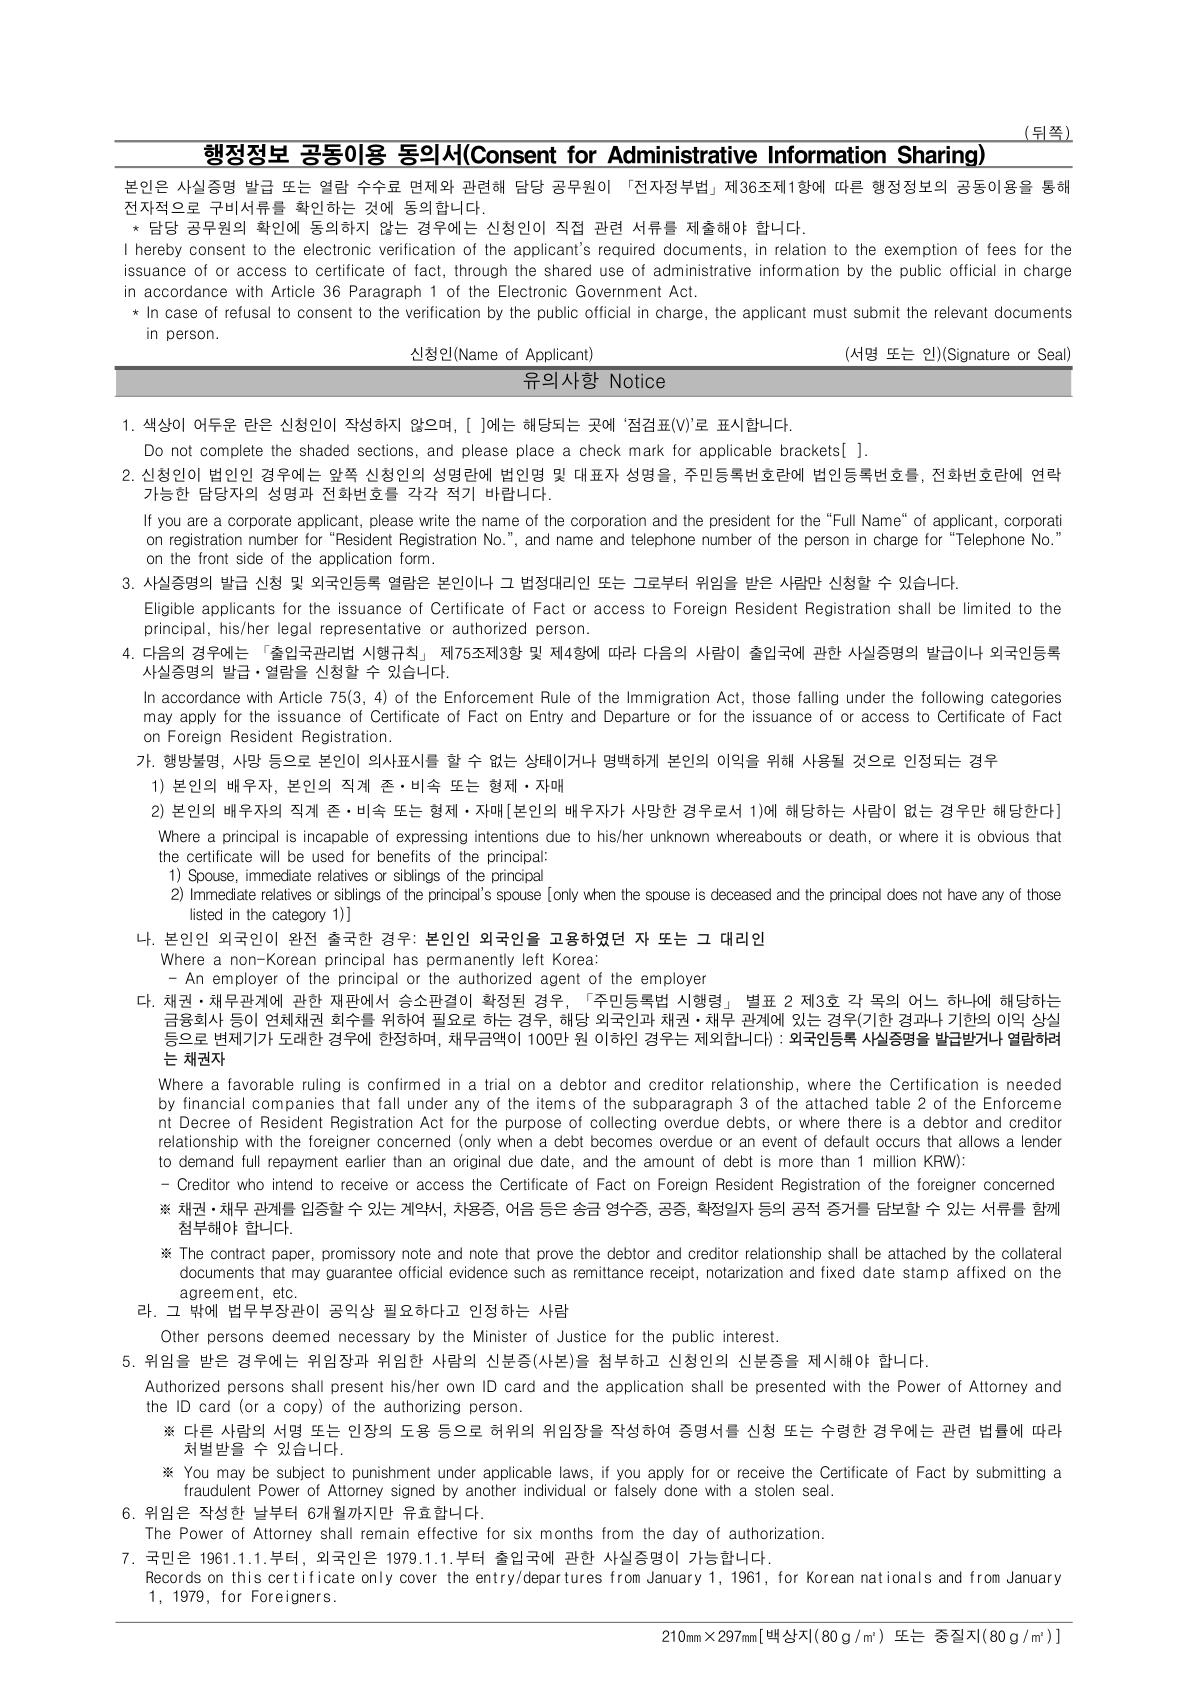 (뒤쪽)
행정정보 공동이용 동의서(Consent for Administrative Information Sharing)
본인은 사실증명 발급 또는 열람 수수료 면제와 관련해 담당 공무원이 「전자정부법」제36조제1항에 따른 행정정보의 공동이용을 통해
전자적으로 구비서류를 확인하는 것에 동의합니다.
* 담당 공무원의 확인에 동의하지 않는 경우에는 신청인이 직접 관련 서류를 제출해야 합니다.
I hereby consent to the electronic verification of the applicant's required documents, in relation to the exemption of fees for the
issuance of or access to certificate of fact, through the shared use of administrative information by the public official in charge
in accordance with Article 36 Paragraph 1 of the Electronic Government Act.
* In case of refusal to consent to the verification by the public official in charge, the applicant must submit the relevant documents
in person.
신청인(Name of Applicant) (서명 또는 인)(Signature or Seal)
유의사항 Notice
1. 색상이 어두운 란은 신청인이 작성하지 않으며, [ ]에는 해당되는 곳에 '점검표(V)'로 표시합니다.
Do not complete the shaded sections, and please place a check mark for applicable brackets[ ].
2. 신청인이 법인인 경우에는 앞쪽 신청인의 성명란에 법인명 및 대표자 성명을, 주민등록번호란에 법인등록번호를, 전화번호란에 연락
가능한 담당자의 성명과 전화번호를 각각 적기 바랍니다.
If you are a corporate applicant, please write the name of the corporation and the president for the “Full Name“ of applicant, corporati
on registration number for “Resident Registration No.”, and name and telephone number of the person in charge for “Telephone No.”
on the front side of the application form.
3. 사실증명의 발급 신청 및 외국인등록 열람은 본인이나 그 법정대리인 또는 그로부터 위임을 받은 사람만 신청할 수 있습니다.
Eligible applicants for the issuance of Certificate of Fact or access to Foreign Resident Registration shall be limited to the
principal, his/her legal representative or authorized person.
4. 다음의 경우에는 「출입국관리법 시행규칙」 제75조제3항 및 제4항에 따라 다음의 사람이 출입국에 관한 사실증명의 발급이나 외국인등록
사실증명의 발급·열람을 신청할 수 있습니다.
In accordance with Article 75(3, 4) of the Enforcement Rule of the Immigration Act, those falling under the following categories
may apply for the issuance of Certificate of Fact on Entry and Departure or for the issuance of or access to Certificate of Fact
on Foreign Resident Registration.
가. 행방불명, 사망 등으로 본인이 의사표시를 할 수 없는 상태이거나 명백하게 본인의 이익을 위해 사용될 것으로 인정되는 경우
1) 본인의 배우자, 본인의 직계 존·비속 또는 형제·자매
2) 본인의 배우자의 직계 존·비속 또는 형제·자매[본인의 배우자가 사망한 경우로서 1)에 해당하는 사람이 없는 경우만 해당한다]
Where a principal is incapable of expressing intentions due to his/her unknown whereabouts or death, or where it is obvious that
the certificate will be used for benefits of the principal:
1) Spouse, immediate relatives or siblings of the principal
2) Immediate relatives or siblings of the principal's spouse [only when the spouse is deceased and the principal does not have any of those
listed in the category 1)]
나. 본인인 외국인이 완전 출국한 경우: 본인인 외국인을 고용하였던 자 또는 그 대리인
Where a non-Korean principal has permanently left Korea:
- An employer of the principal or the authorized agent of the employer
다. 채권·채무관계에 관한 재판에서 승소판결이 확정된 경우, 「주민등록법 시행령」 별표 2 제3호 각 목의 어느 하나에 해당하는
금융회사 등이 연체채권 회수를 위하여 필요로 하는 경우, 해당 외국인과 채권·채무 관계에 있는 경우(기한 경과나 기한의 이익 상실
등으로 변제기가 도래한 경우에 한정하며, 채무금액이 100만 원 이하인 경우는 제외합니다) : 외국인등록 사실증명을 발급받거나 열람하려
는 채권자
Where a favorable ruling is confirmed in a trial on a debtor and creditor relationship, where the Certification is needed
by financial companies that fall under any of the items of the subparagraph 3 of the attached table 2 of the Enforceme
nt Decree of Resident Registration Act for the purpose of collecting overdue debts, or where there is a debtor and creditor
relationship with the foreigner concerned (only when a debt becomes overdue or an event of default occurs that allows a lender
to demand full repayment earlier than an original due date, and the amount of debt is more than 1 million KRW):
- Creditor who intend to receive or access the Certificate of Fact on Foreign Resident Registration of the foreigner concerned
※ 채권·채무 관계를 입증할 수 있는 계약서, 차용증, 어음 등은 송금 영수증, 공증, 확정일자 등의 공적 증거를 담보할 수 있는 서류를 함께
첨부해야 합니다.
※ The contract paper, promissory note and note that prove the debtor and creditor relationship shall be attached by the collateral
documents that may guarantee official evidence such as remittance receipt, notarization and fixed date stamp affixed on the
agreement, etc.
라. 그 밖에 법무부장관이 공익상 필요하다고 인정하는 사람
Other persons deemed necessary by the Minister of Justice for the public interest.
5. 위임을 받은 경우에는 위임장과 위임한 사람의 신분증(사본)을 첨부하고 신청인의 신분증을 제시해야 합니다.
Authorized persons shall present his/her own ID card and the application shall be presented with the Power of Attorney and
the ID card (or a copy) of the authorizing person.
※ 다른 사람의 서명 또는 인장의 도용 등으로 허위의 위임장을 작성하여 증명서를 신청 또는 수령한 경우에는 관련 법률에 따라
처벌받을 수 있습니다.
※ You may be subject to punishment under applicable laws, if you apply for or receive the Certificate of Fact by submitting a
fraudulent Power of Attorney signed by another individual or falsely done with a stolen seal.
6. 위임은 작성한 날부터 6개월까지만 유효합니다.
The Power of Attorney shall remain effective for six months from the day of authorization.
7. 국민은 1961.1.1.부터, 외국인은 1979.1.1.부터 출입국에 관한 사실증명이 가능합니다.
Records on this certificate only cover the entry/departures from January 1, 1961, for Korean nationals and from January
1, 1979, for Foreigners.
210㎜×297㎜[백상지(80ｇ/㎡) 또는 중질지(80ｇ/㎡)]